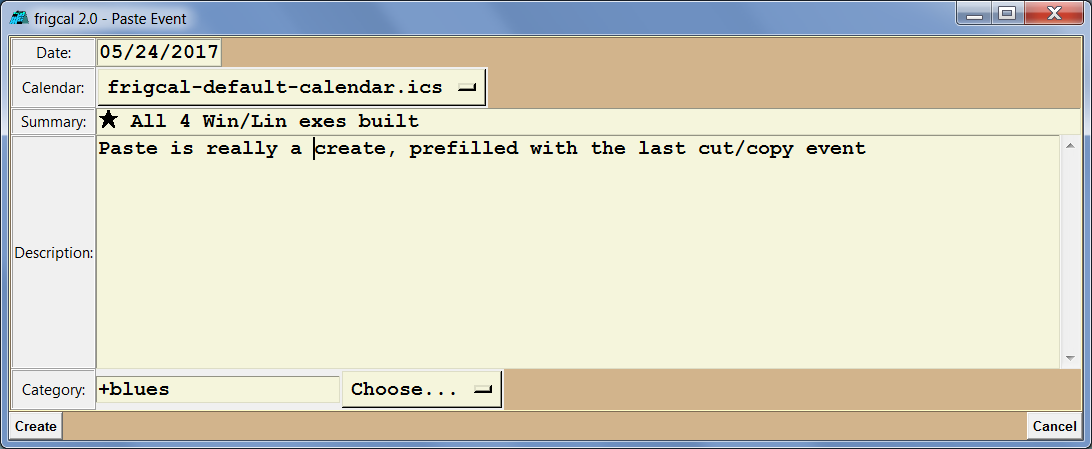 frigcal 2.0 - Paste Event
Date: 05/24/2017
Calendar: frigcal-default-calendar.ics
Summary: ★ All 4 Win/Lin exes built
Description: Paste is really a create, prefilled with the last cut/copy event
Category: +blues Choose...
Create Cancel